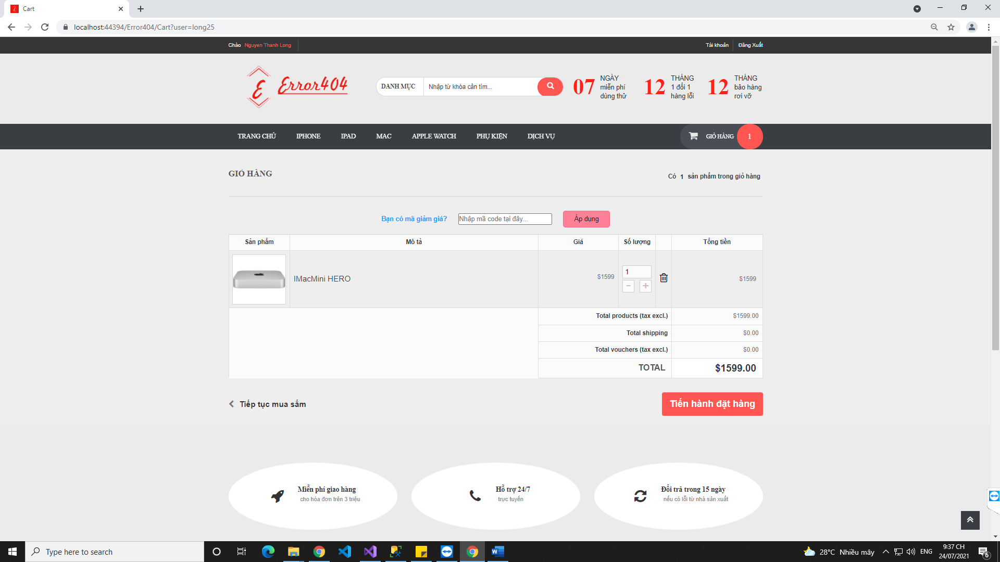 Cart
localhost:44394/Error404/Cart?user=long25
Chào Nguyen Thanh Long
Tài khoản
Đăng Xuất
Error404
DANH MỤC
Nhập từ khóa cần tìm...
07 NGÀY
miễn phí
dùng thử
12 THÁNG
1 đổi 1
hàng lỗi
12 THÁNG
bảo hàng
rơi vỡ
TRANG CHỦ
IPHONE
IPAD
MAC
APPLE WATCH
PHỤ KIỆN
DỊCH VỤ
GIỎ HÀNG 1
GIỎ HÀNG
Có 1 sản phẩm trong giỏ hàng
Bạn có mã giảm giá?
Nhập mã code tại đây...
Áp dụng
Sản phẩm
Mô tả
Giá
Số lượng
Tổng tiền
IMacMini HERO
$1599
1
- +
$1599
Total products (tax excl.) $1599.00
Total shipping $0.00
Total vouchers (tax excl.) $0.00
TOTAL $1599.00
Tiếp tục mua sắm
Tiến hành đặt hàng
Miễn phí giao hàng
cho hóa đơn trên 3 triệu
Hỗ trợ 24/7
trực tuyến
Đổi trả trong 15 ngày
nếu có lỗi từ nhà sản xuất
Type here to search
28°C Nhiều mây
ENG
9:37 CH
24/07/2021
6